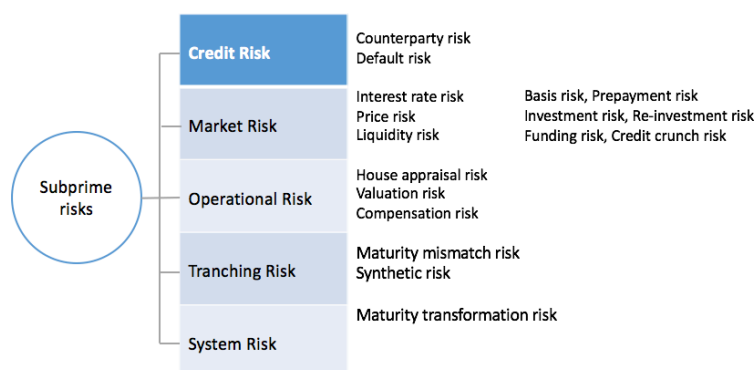 Subprime
risks
Credit Risk
Counterparty risk
Default risk
Market Risk
Interest rate risk
Price risk
Liquidity risk
Basis risk, Prepayment risk
Investment risk, Re-investment risk
Funding risk, Credit crunch risk
Operational Risk
House appraisal risk
Valuation risk
Compensation risk
Tranching Risk
Maturity mismatch risk
Synthetic risk
System Risk
Maturity transformation risk